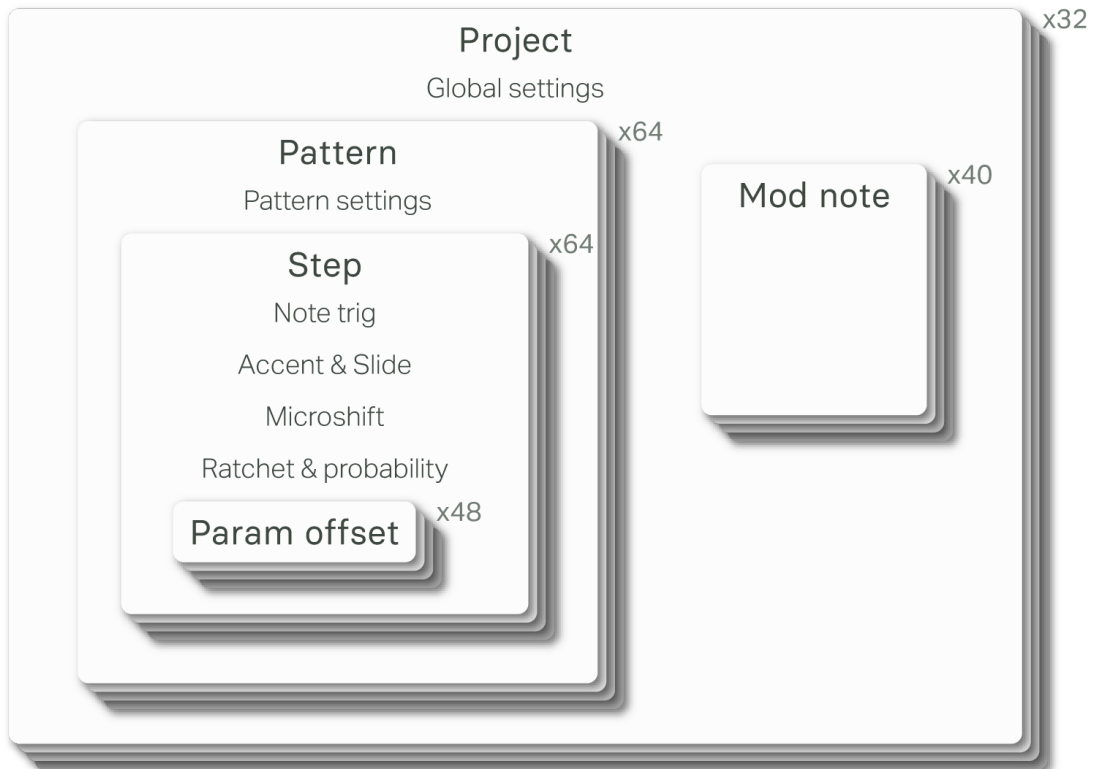 x32
Project
Global settings
x64
Pattern
Pattern settings
x40
Mod note
x64
Step
Note trig
Accent & Slide
Microshift
Ratchet & probability
x48
Param offset